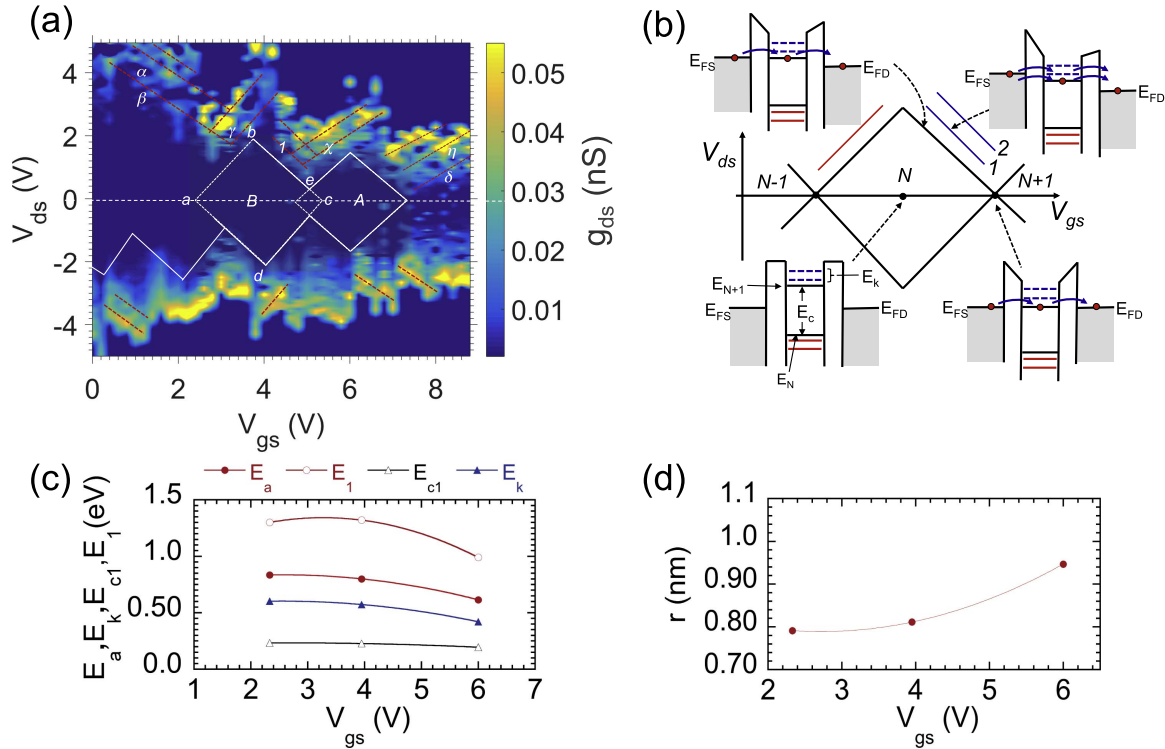 (a)
4
2
0
-2
-4
V_ds (V)
0
2
4
6
8
V_gs (V)
α
β
γ
b
1
χ
η
δ
e
a
B
c
A
d
0.05
0.04
0.03
0.02
0.01
g_ds (nS)
(b)
E_FS
E_FD
E_FS
E_FD
V_ds
2
1
N-1
N
N+1
V_gs
E_N+1
E_k
E_FS
E_c
E_FD
E_N
E_FS
E_FD
(c)
E_a
E_1
E_c1
E_k
1.5
1.0
0.50
0.0
E_a,E_k,E_c1,E_1(eV)
1
2
3
4
5
6
7
V_gs (V)
(d)
1.1
1.0
0.90
0.80
0.70
r (nm)
2
3
4
5
6
V_gs (V)